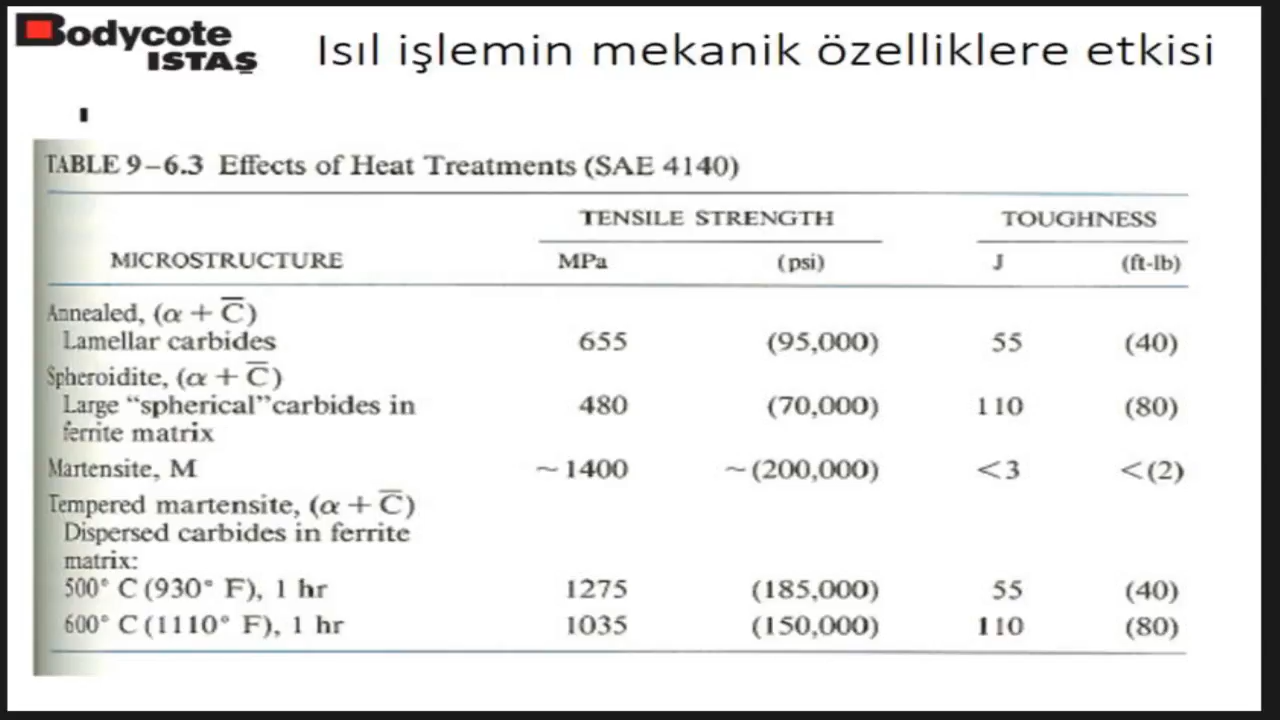 Bodycote
ISTAŞ
Isıl işlemin mekanik özelliklere etkisi
TABLE 9–6.3 Effects of Heat Treatments (SAE 4140)
TENSILE STRENGTH TOUGHNESS
MICROSTRUCTURE MPa (psi) J (ft-lb)
Annealed, (α + C̅)
Lamellar carbides 655 (95,000) 55 (40)
Spheroidite, (α + C̅)
Large “spherical” carbides in 480 (70,000) 110 (80)
ferrite matrix
Martensite, M ~1400 ~(200,000) <3 <(2)
Tempered martensite, (α + C̅)
Dispersed carbides in ferrite
matrix:
500° C (930° F), 1 hr 1275 (185,000) 55 (40)
600° C (1110° F), 1 hr 1035 (150,000) 110 (80)